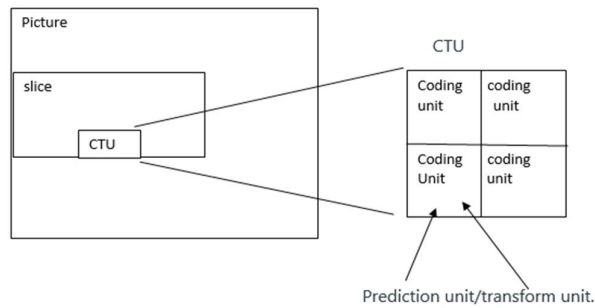 Picture
slice
CTU
CTU
Coding
unit
coding
unit
Coding
Unit
coding
unit
Prediction unit/transform unit.